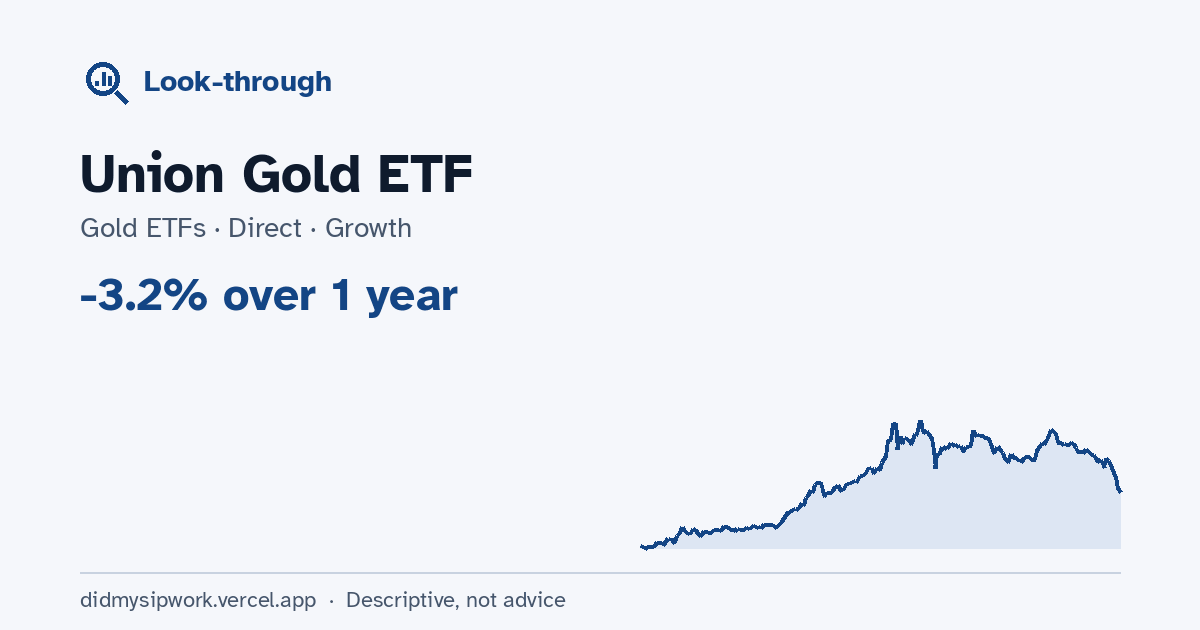 Look-through
Union Gold ETF
Gold ETFs · Direct · Growth
-3.2% over 1 year
didmysipwork.vercel.app · Descriptive, not advice